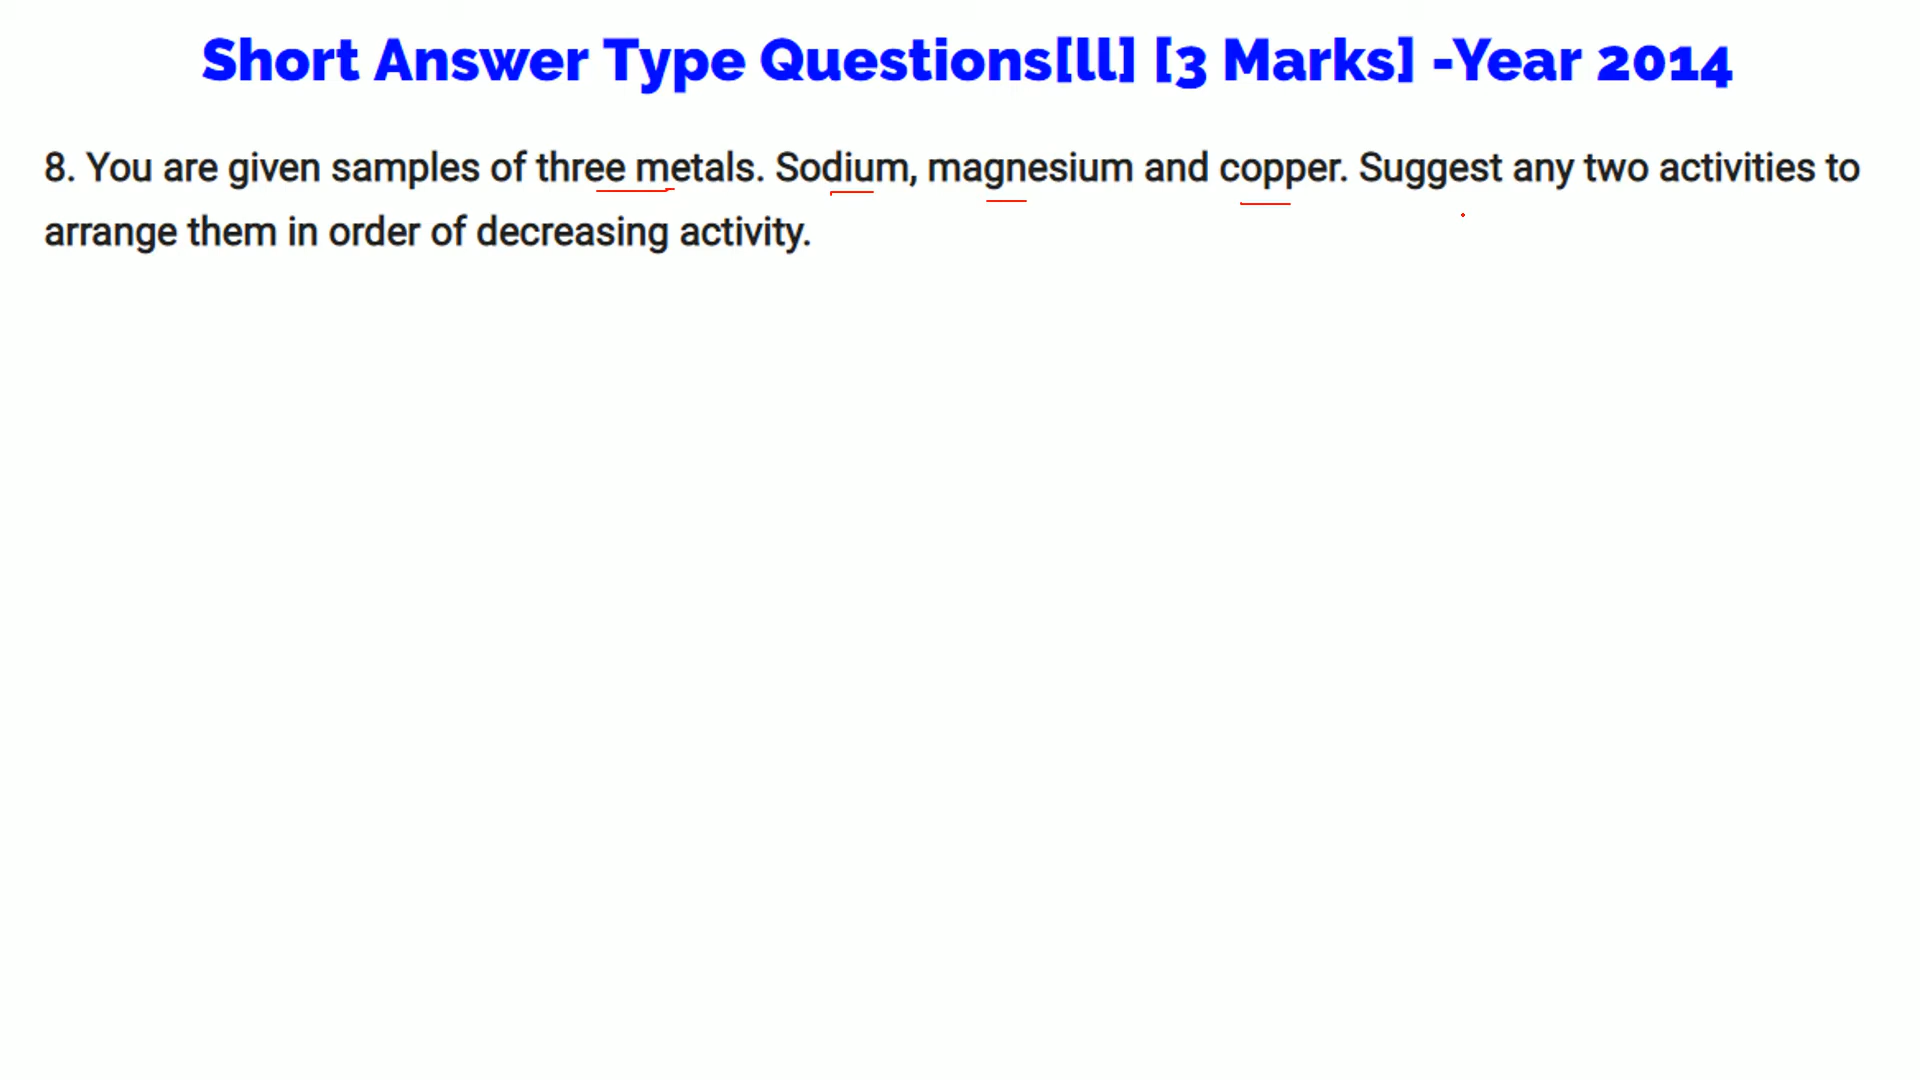 Short Answer Type Questions[ll] [3 Marks] -Year 2014
8. You are given samples of three metals. Sodium, magnesium and copper. Suggest any two activities to
arrange them in order of decreasing activity.